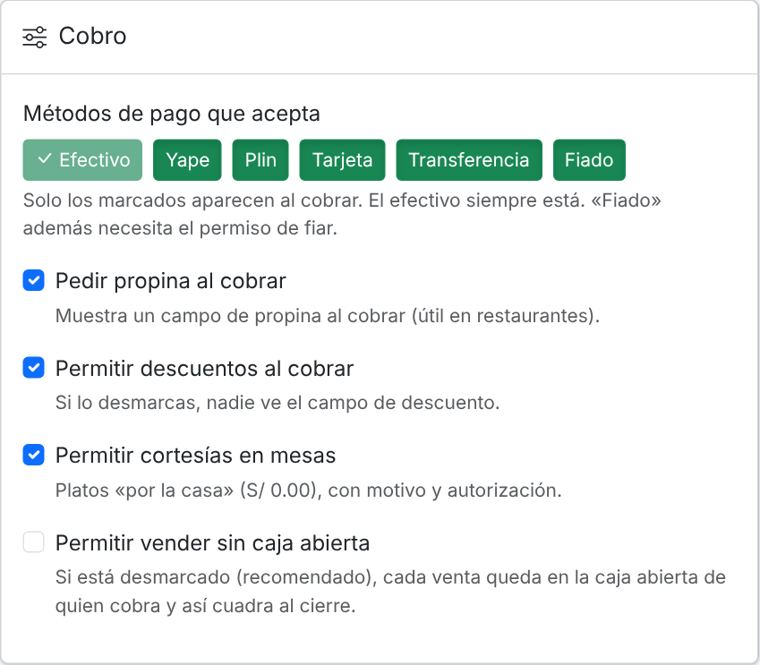 Cobro
Métodos de pago que acepta
Efectivo Yape Plin Tarjeta Transferencia Fiado
Solo los marcados aparecen al cobrar. El efectivo siempre está. «Fiado»
además necesita el permiso de fiar.
Pedir propina al cobrar
Muestra un campo de propina al cobrar (útil en restaurantes).
Permitir descuentos al cobrar
Si lo desmarcas, nadie ve el campo de descuento.
Permitir cortesías en mesas
Platos «por la casa» (S/ 0.00), con motivo y autorización.
Permitir vender sin caja abierta
Si está desmarcado (recomendado), cada venta queda en la caja abierta de
quien cobra y así cuadra al cierre.